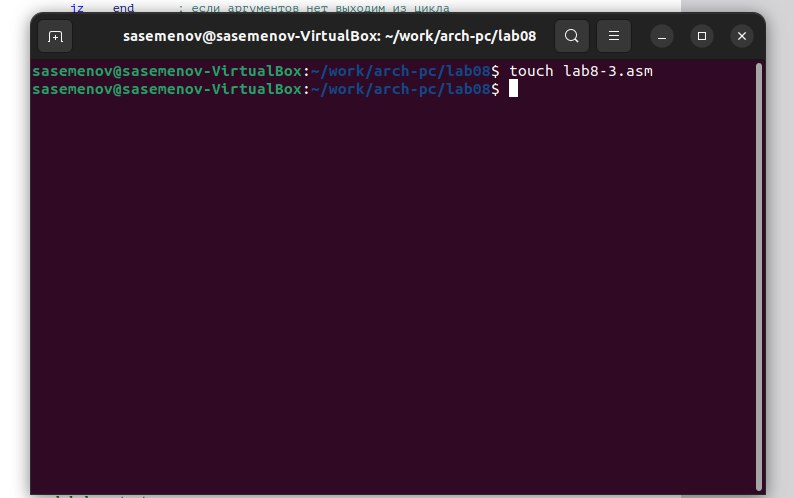 jz end ; если аргументов нет выходим из цикла
sasemenov@sasemenov-VirtualBox: ~/work/arch-pc/lab08
sasemenov@sasemenov-VirtualBox:~/work/arch-pc/lab08$ touch lab8-3.asm
sasemenov@sasemenov-VirtualBox:~/work/arch-pc/lab08$